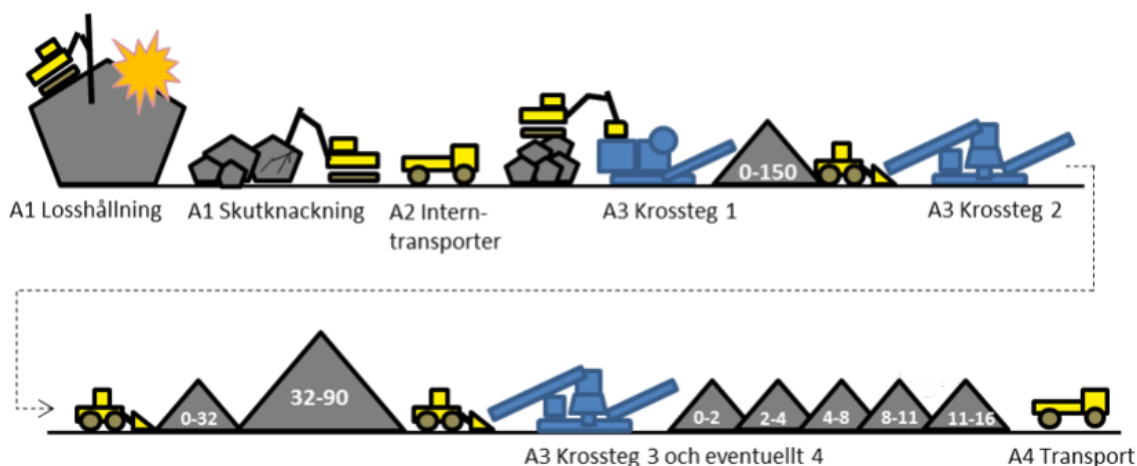 0-150
A1 Losshållning
A1 Skutknackning
A2 Intern-
transporter
A3 Krossteg 1
A3 Krossteg 2
0-32
32-90
0-2
2-4
4-8
8-11
11-16
A3 Krossteg 3 och eventuellt 4
A4 Transport